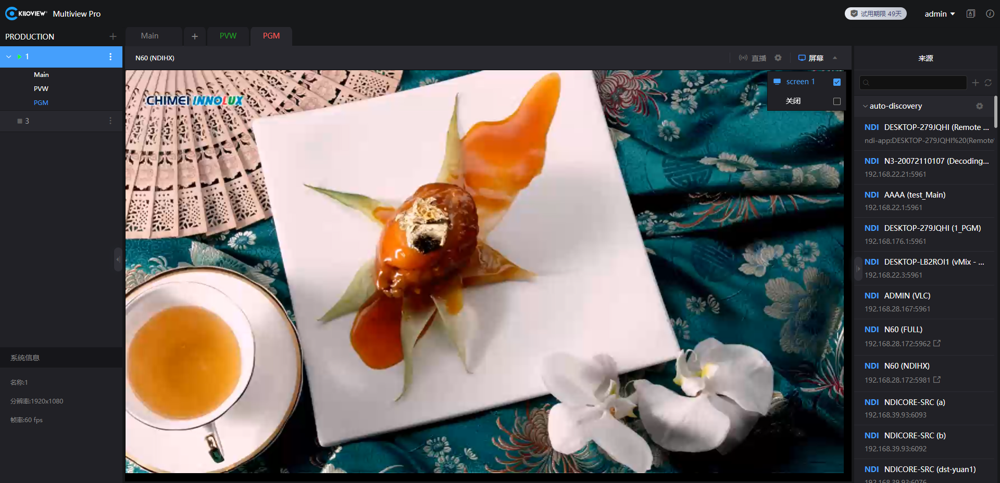 KILOVIEW Multiview Pro
试用期限 49天
admin
PRODUCTION
Main
PVW
PGM
1
Main
PVW
PGM
3
系统信息
名称:1
分辨率:1920x1080
帧率:60 fps
N60 (NDIHX)
直播
屏幕
screen 1
关闭
CHIMEI INNOLUX
来源
auto-discovery
NDI DESKTOP-279JQHI (Remote ...
ndi-app:DESKTOP-279JQHI%20(Remote
NDI N3-20072110107 (Decoding...
192.168.22.21:5961
NDI AAAA (test_Main)
192.168.22.1:5961
NDI DESKTOP-279JQHI (1_PGM)
192.168.176.1:5961
NDI DESKTOP-LB2ROI1 (vMix - ...
192.168.22.3:5961
NDI ADMIN (VLC)
192.168.28.167:5961
NDI N60 (FULL)
192.168.28.172:5962
NDI N60 (NDIHX)
192.168.28.172:5981
NDI NDICORE-SRC (a)
192.168.39.93:6093
NDI NDICORE-SRC (b)
192.168.39.93:6092
NDI NDICORE-SRC (dst-yuan1)
192.168.39.93:6076